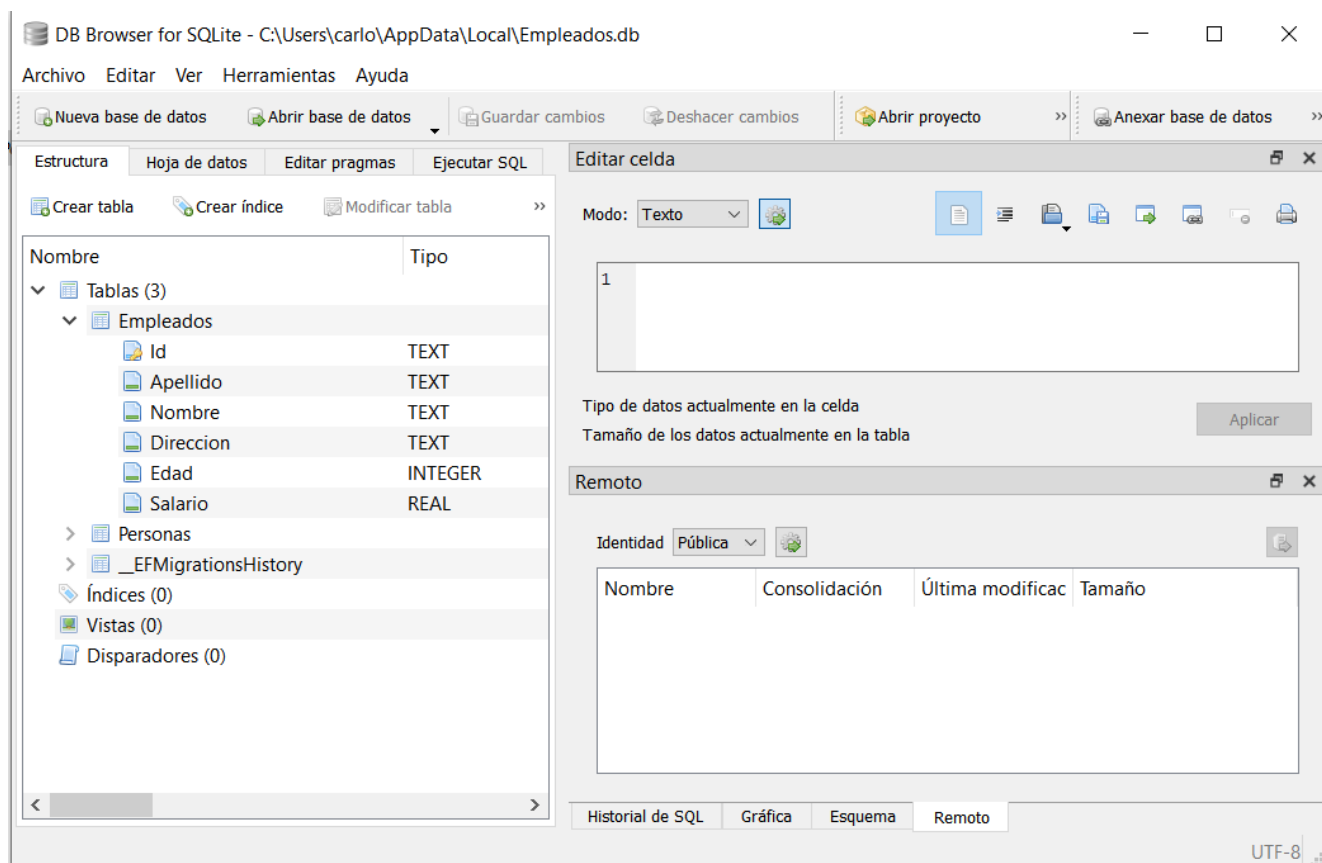 DB Browser for SQLite - C:\Users\carlo\AppData\Local\Empleados.db
Archivo Editar Ver Herramientas Ayuda
Nueva base de datos Abrir base de datos Guardar cambios Deshacer cambios Abrir proyecto » Anexar base de datos »
Estructura Hoja de datos Editar pragmas Ejecutar SQL
Crear tabla Crear índice Modificar tabla »
Nombre Tipo
Tablas (3)
Empleados
Id TEXT
Apellido TEXT
Nombre TEXT
Direccion TEXT
Edad INTEGER
Salario REAL
Personas
__EFMigrationsHistory
Índices (0)
Vistas (0)
Disparadores (0)
Editar celda
Modo: Texto
1
Tipo de datos actualmente en la celda
Tamaño de los datos actualmente en la tabla
Aplicar
Remoto
Identidad Pública
Nombre Consolidación Última modificac Tamaño
Historial de SQL Gráfica Esquema Remoto
UTF-8